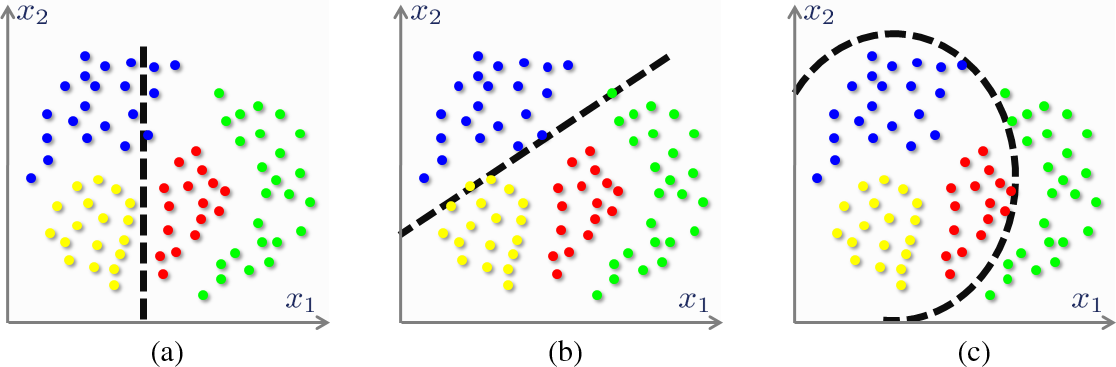 x₂ x₂ x₂
x₁ x₁ x₁
(a) (b) (c)